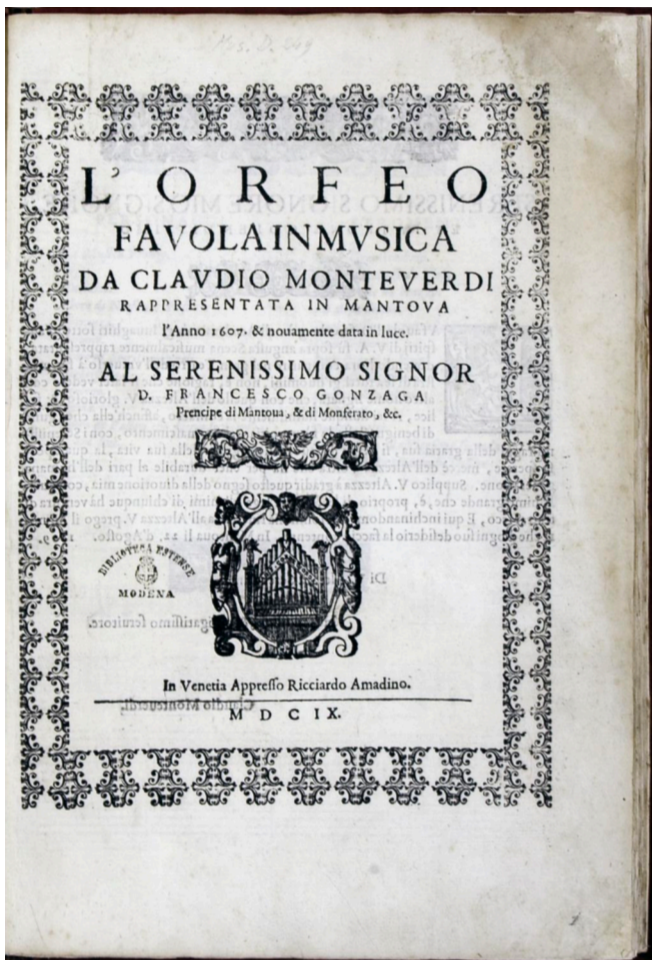 L'ORFEO
FAVOLA IN MVSICA
DA CLAVDIO MONTEVERDI
RAPPRESENTATA IN MANTOVA
l'Anno 1607. & nouamente data in luce.
AL SERENISSIMO SIGNOR
D. FRANCESCO GONZAGA
Prencipe di Mantoua, & di Monferato, &c.
BIBLIOTECA ESTENSE
MODENA
In Venetia Appresso Ricciardo Amadino.
M D C IX.